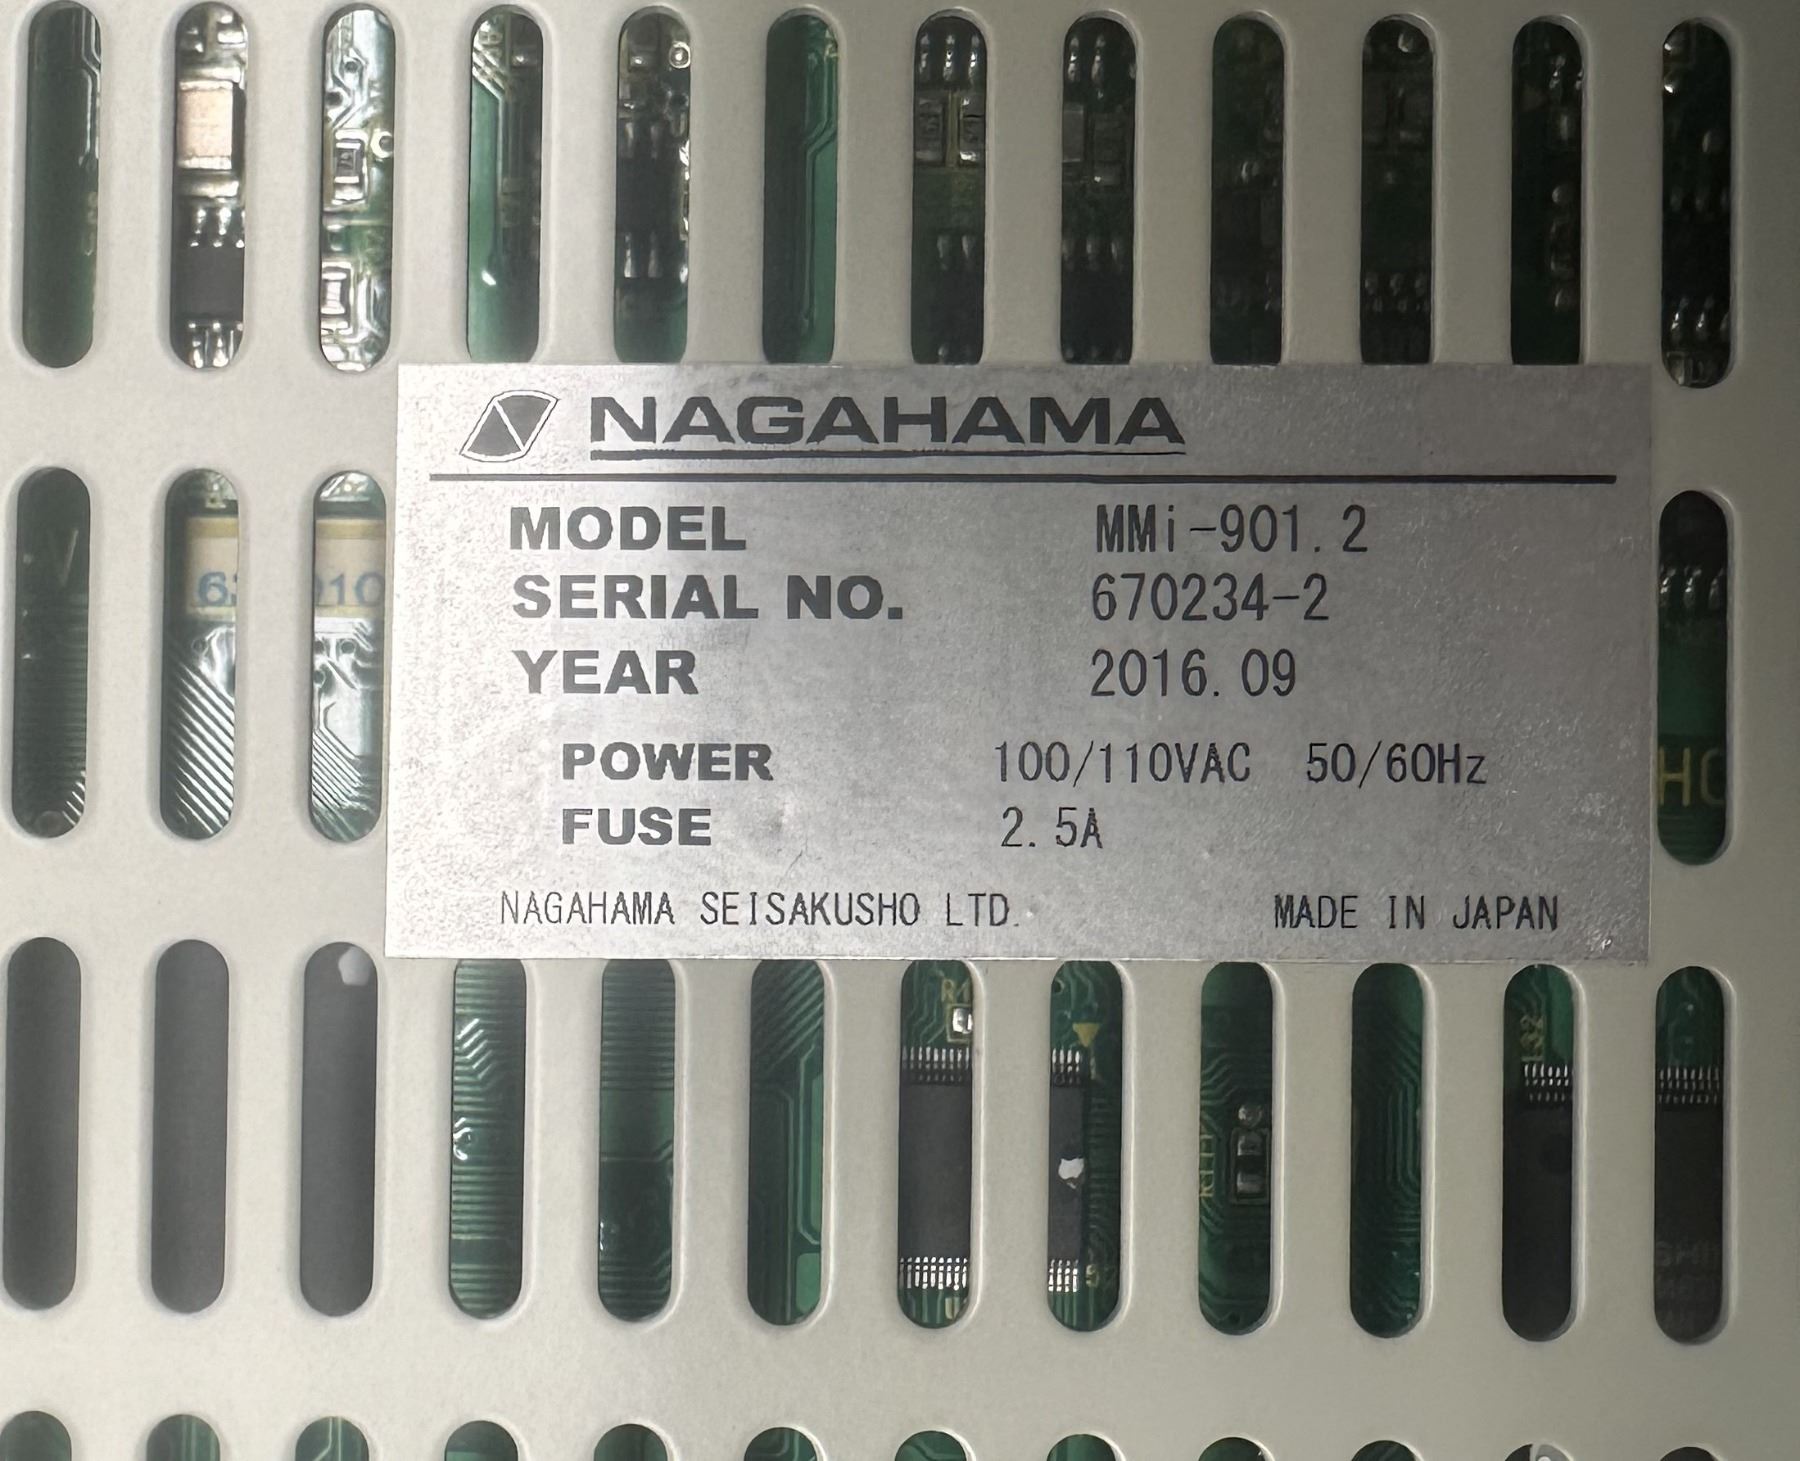 NAGAHAMA
MODEL MMi-901.2
SERIAL NO. 670234-2
YEAR 2016.09
POWER 100/110VAC 50/60Hz
FUSE 2.5A
NAGAHAMA SEISAKUSHO LTD. MADE IN JAPAN